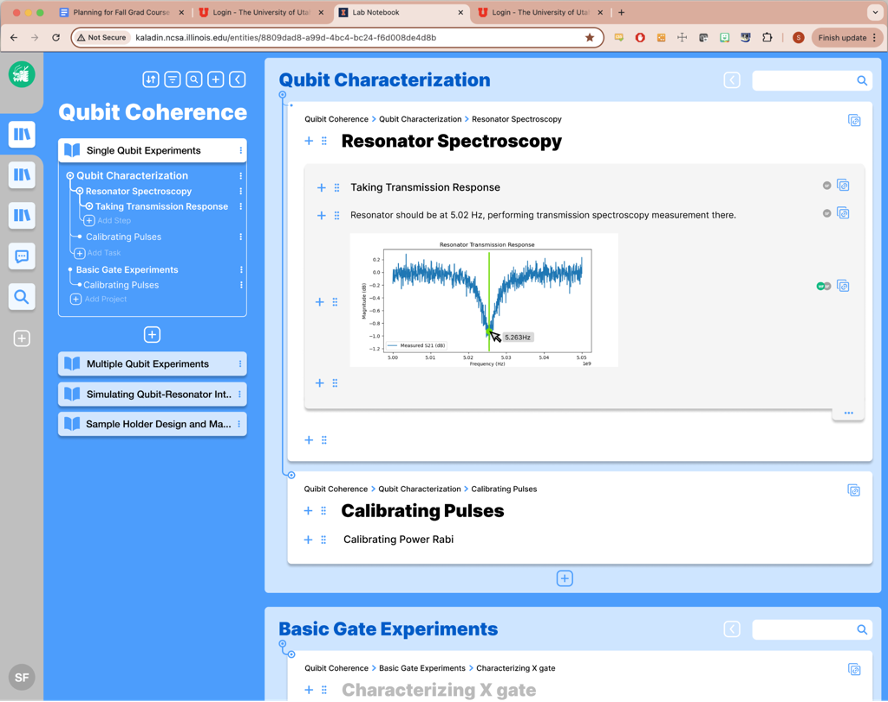 Planning for Fall Grad Course
Login – The University of Uta
Lab Notebook
Login – The University of Uta
Not Secure
kaladin.ncsa.illinois.edu/entities/8809dad8-a99d-4bc4-bc24-f6d008de4d8b
S
Finish update
Qubit Coherence
Single Qubit Experiments
Qubit Characterization
Resonator Spectroscopy
Taking Transmission Response
Add Step
Calibrating Pulses
Add Task
Basic Gate Experiments
Calibrating Pulses
Add Project
Multiple Qubit Experiments
Simulating Qubit-Resonator Int..
Sample Holder Design and Ma...
SF
Qubit Characterization
Qubit Coherence > Qubit Characterization > Resonator Spectroscopy
Resonator Spectroscopy
Taking Transmission Response
Resonator should be at 5.02 Hz, performing transmission spectroscopy measurement there.
Resonator Transmission Response
Magnitude (dB)
0.2
0.0
−0.2
−0.4
−0.6
−0.8
−1.0
−1.2
5.263Hz
Measured S21 (dB)
5.00 5.01 5.02 5.03 5.04 5.05
Frequency (Hz)
1e9
Qubit Coherence > Qubit Characterization > Calibrating Pulses
Calibrating Pulses
Calibrating Power Rabi
Basic Gate Experiments
Qubit Coherence > Basic Gate Experiments > Characterizing X gate
Characterizing X gate